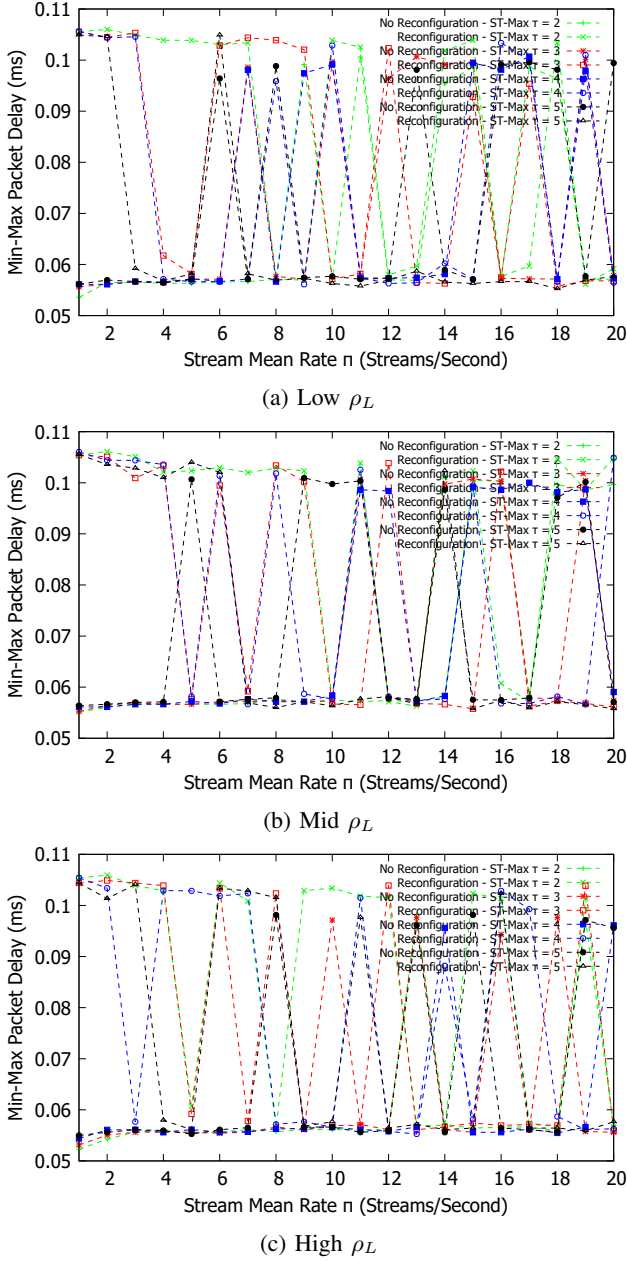 0.11
0.1
0.09
0.08
0.07
0.06
0.05
Min-Max Packet Delay (ms)
No Reconfiguration - ST-Max τ = 2
Reconfiguration - ST-Max τ = 2
No Reconfiguration - ST-Max τ = 3
Reconfiguration - ST-Max τ = 3
No Reconfiguration - ST-Max τ = 4
Reconfiguration - ST-Max τ = 4
No Reconfiguration - ST-Max τ = 5
Reconfiguration - ST-Max τ = 5
2 4 6 8 10 12 14 16 18 20
Stream Mean Rate π (Streams/Second)
(a) Low ρL
0.11
0.1
0.09
0.08
0.07
0.06
0.05
Min-Max Packet Delay (ms)
No Reconfiguration - ST-Max τ = 2
Reconfiguration - ST-Max τ = 2
No Reconfiguration - ST-Max τ = 3
Reconfiguration - ST-Max τ = 3
No Reconfiguration - ST-Max τ = 4
Reconfiguration - ST-Max τ = 4
No Reconfiguration - ST-Max τ = 5
Reconfiguration - ST-Max τ = 5
2 4 6 8 10 12 14 16 18 20
Stream Mean Rate π (Streams/Second)
(b) Mid ρL
0.11
0.1
0.09
0.08
0.07
0.06
0.05
Min-Max Packet Delay (ms)
No Reconfiguration - ST-Max τ = 2
Reconfiguration - ST-Max τ = 2
No Reconfiguration - ST-Max τ = 3
Reconfiguration - ST-Max τ = 3
No Reconfiguration - ST-Max τ = 4
Reconfiguration - ST-Max τ = 4
No Reconfiguration - ST-Max τ = 5
Reconfiguration - ST-Max τ = 5
2 4 6 8 10 12 14 16 18 20
Stream Mean Rate π (Streams/Second)
(c) High ρL